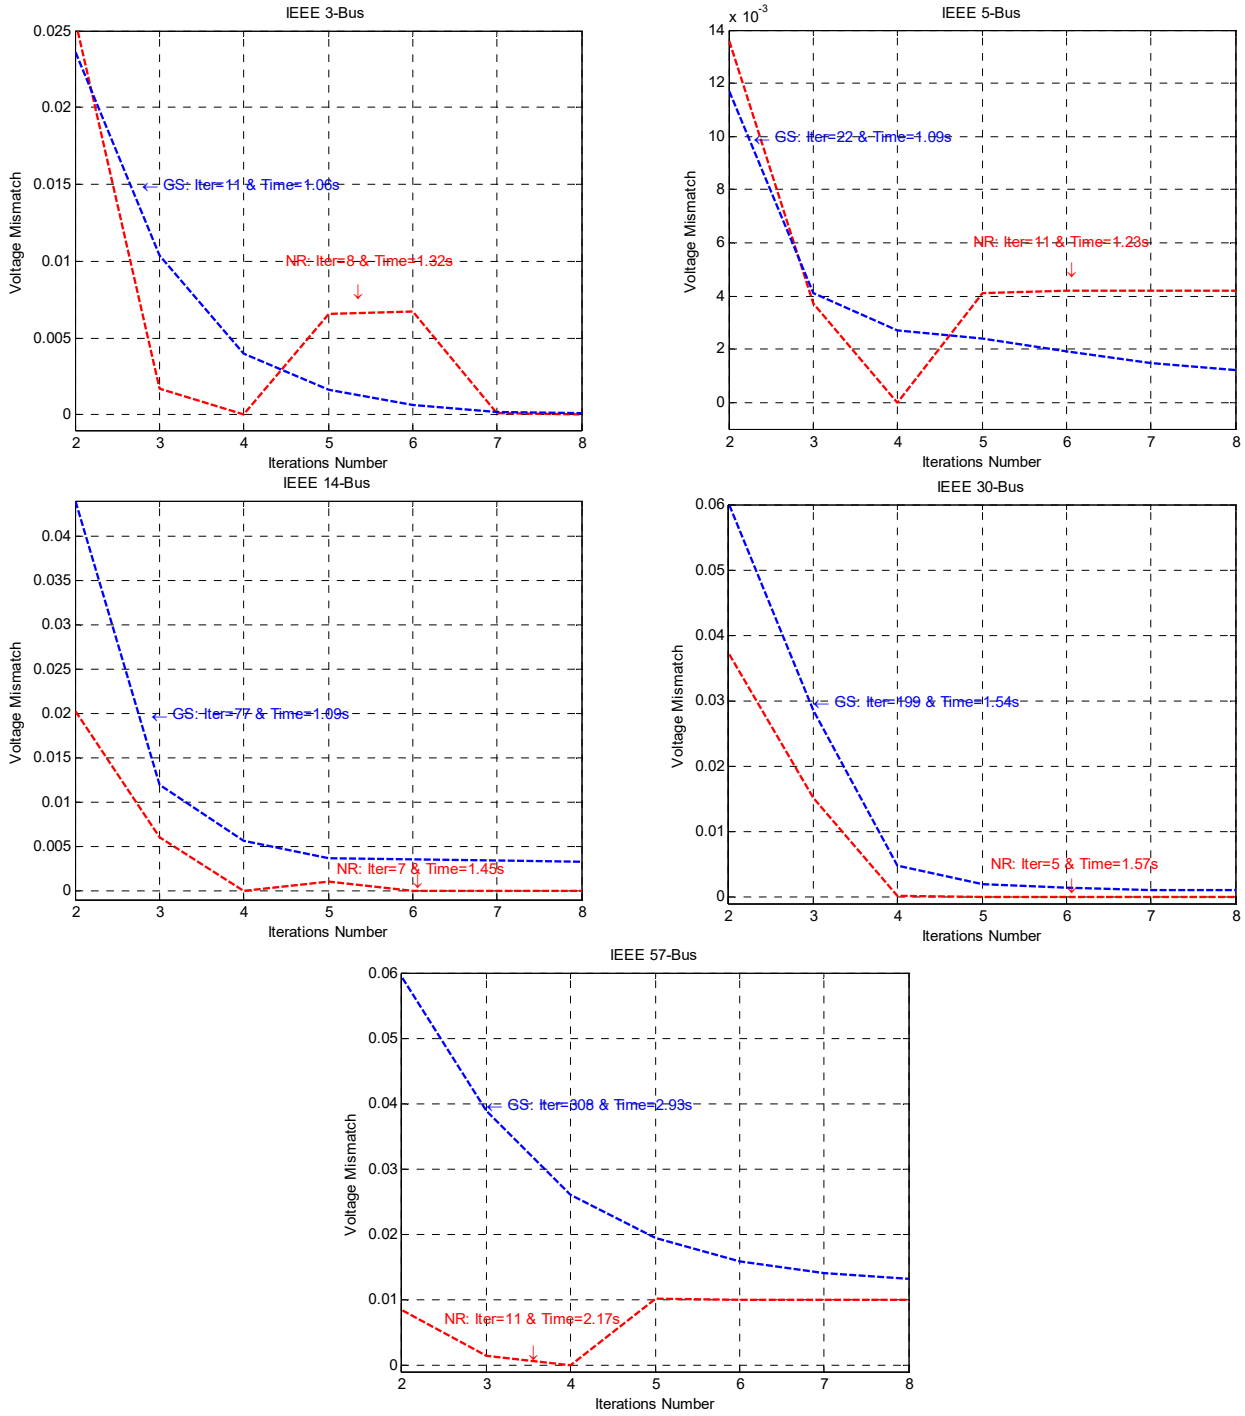 IEEE 3-Bus
0.025
0.02
0.015
0.01
0.005
0
Voltage Mismatch
← GS: Iter=11 & Time=1.06s
NR: Iter=8 & Time=1.32s
↓
2 3 4 5 6 7 8
Iterations Number
IEEE 5-Bus
x 10^-3
14
12
10
8
6
4
2
0
Voltage Mismatch
← GS: Iter=22 & Time=1.09s
NR: Iter=11 & Time=1.23s
↓
2 3 4 5 6 7 8
Iterations Number
IEEE 14-Bus
0.04
0.035
0.03
0.025
0.02
0.015
0.01
0.005
0
Voltage Mismatch
← GS: Iter=77 & Time=1.09s
NR: Iter=7 & Time=1.45s
↓
2 3 4 5 6 7 8
Iterations Number
IEEE 30-Bus
0.06
0.05
0.04
0.03
0.02
0.01
0
Voltage Mismatch
← GS: Iter=199 & Time=1.54s
NR: Iter=5 & Time=1.57s
↓
2 3 4 5 6 7 8
Iterations Number
IEEE 57-Bus
0.06
0.05
0.04
0.03
0.02
0.01
0
Voltage Mismatch
← GS: Iter=308 & Time=2.93s
NR: Iter=11 & Time=2.17s
↓
2 3 4 5 6 7 8
Iterations Number